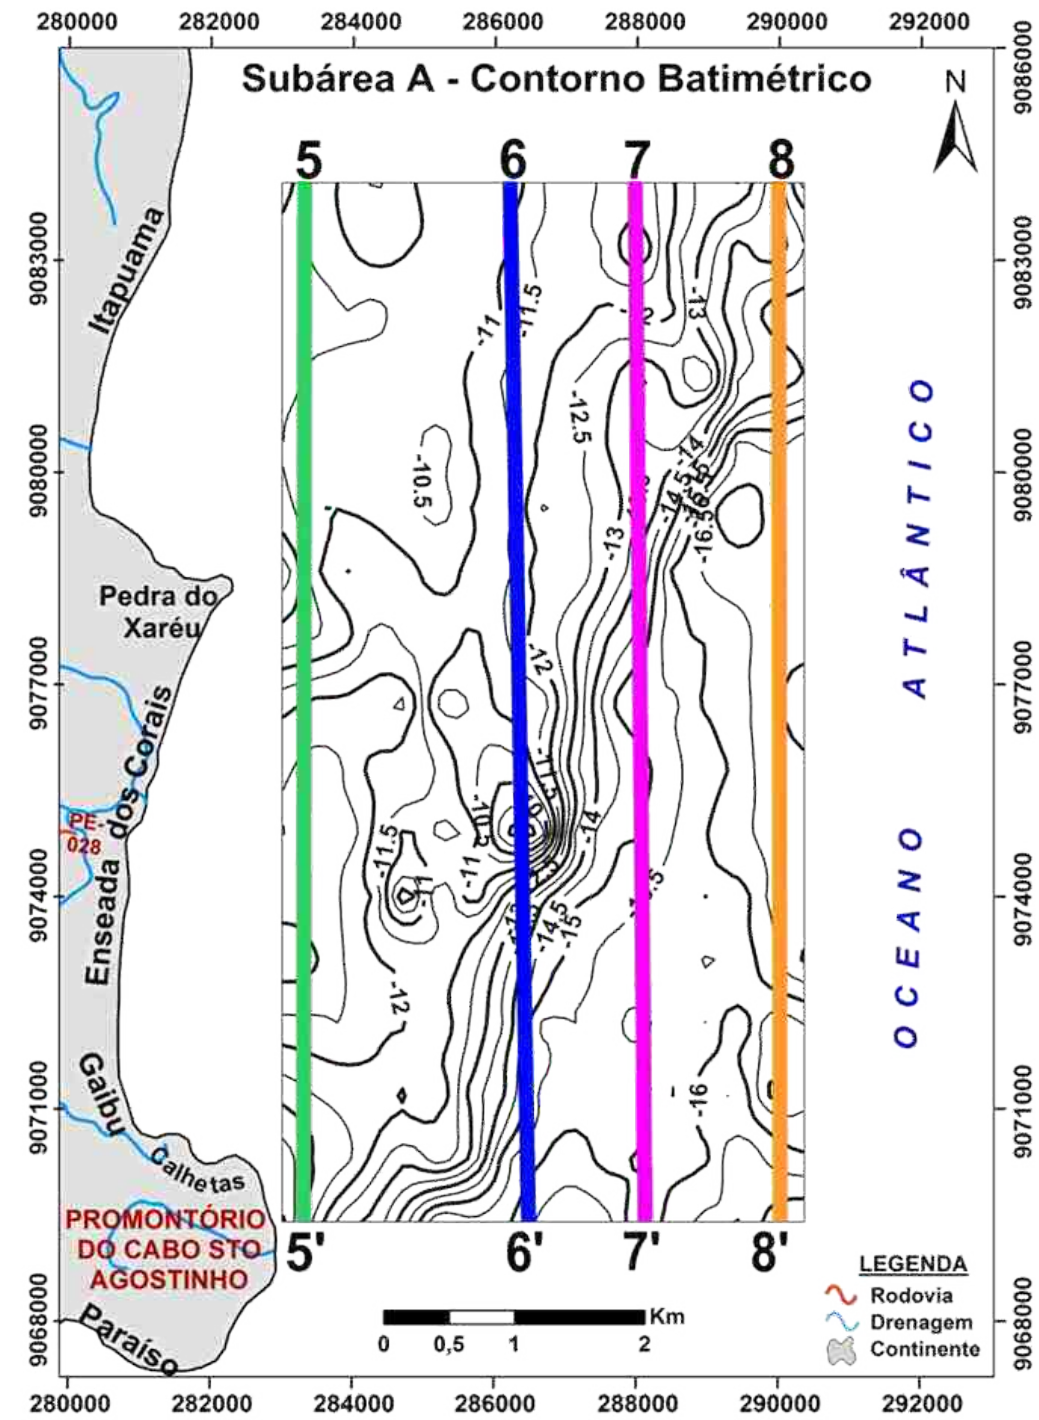 280000 282000 284000 286000 288000 290000 292000
9086000
Subárea A - Contorno Batimétrico
N
5 6 7 8
9083000
9083000
Itapuama
-11
-11.5
-13
-12.5
-10.5
-14
-14.5
-16.5
-13
9080000
9080000
OCEANO ATLÂNTICO
Pedra do
Xaréu
-12
9077000
9077000
Enseada dos Corais
PE-
028
-11.5
-10.5
-14
-11.5
-11
-11
9074000
9074000
-14.5
-15
-12
Gaibu
-16
9071000
9071000
Calhetas
PROMONTÓRIO
DO CABO STO
AGOSTINHO
5' 6' 7' 8'
LEGENDA
Rodovia
Drenagem
Continente
Km
0 0,5 1 2
Paraíso
9068000
9068000
280000 282000 284000 286000 288000 290000 292000